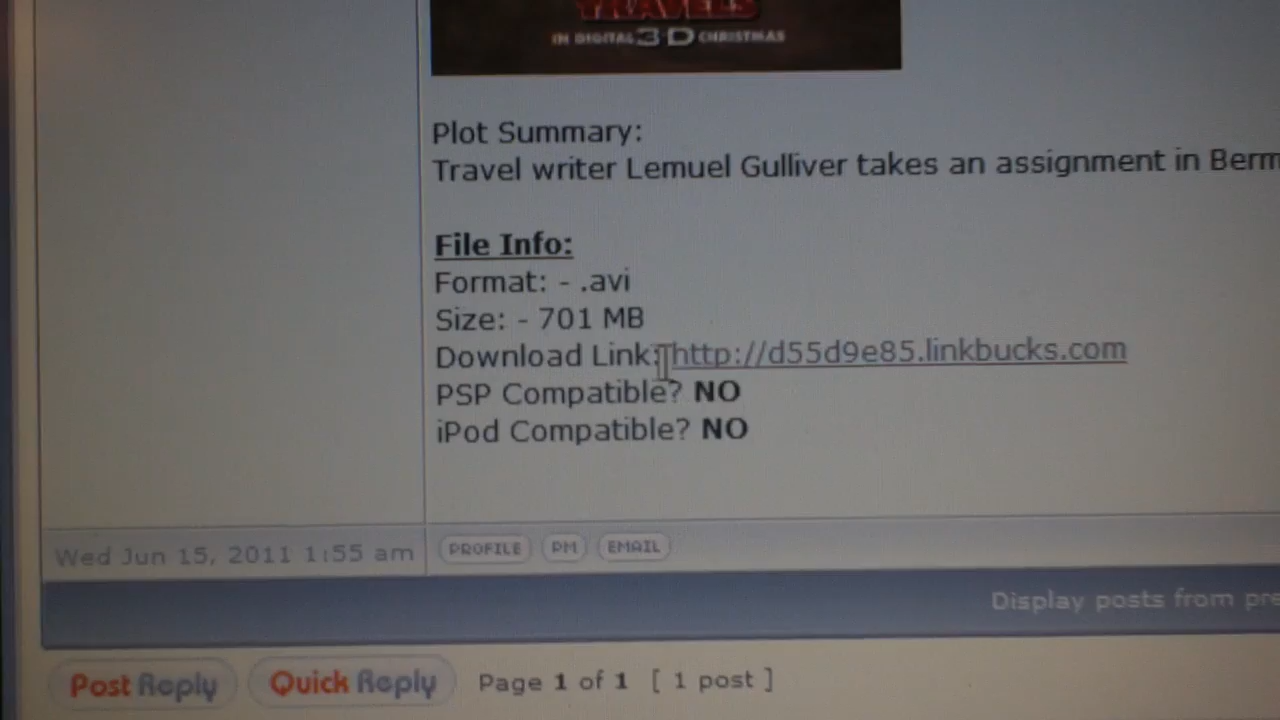 TRAVELS
IN DIGITAL 3-D CHRISTMAS
Plot Summary:
Travel writer Lemuel Gulliver takes an assignment in Berm
File Info:
Format: - .avi
Size: - 701 MB
Download Link: http://d55d9e85.linkbucks.com
PSP Compatible? NO
iPod Compatible? NO
Wed Jun 15, 2011 1:55 am
PROFILE PM EMAIL
Display posts from pre
Post Reply Quick Reply Page 1 of 1 [ 1 post ]